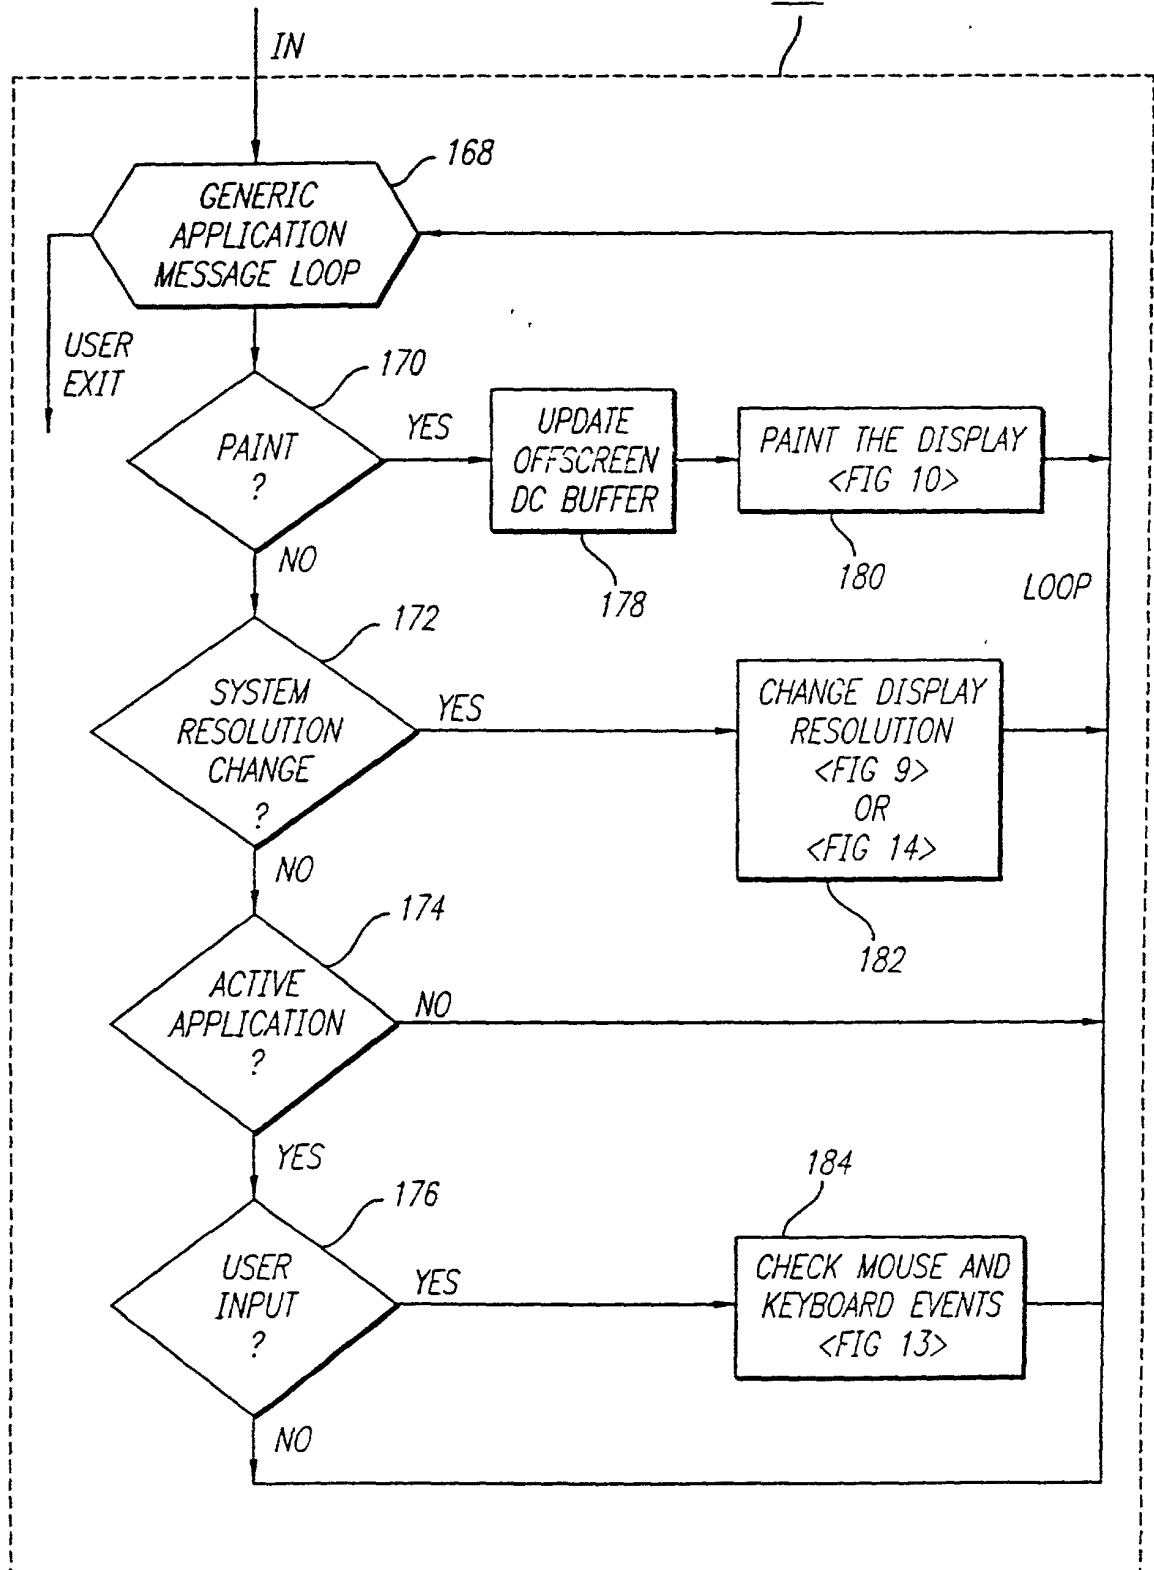 IN
168
GENERIC
APPLICATION
MESSAGE LOOP
USER
EXIT
170
PAINT
?
YES
NO
UPDATE
OFFSCREEN
DC BUFFER
178
PAINT THE DISPLAY
<FIG 10>
180
LOOP
172
SYSTEM
RESOLUTION
CHANGE
?
YES
NO
CHANGE DISPLAY
RESOLUTION
<FIG 9>
OR
<FIG 14>
182
174
ACTIVE
APPLICATION
?
NO
YES
176
USER
INPUT
?
YES
NO
184
CHECK MOUSE AND
KEYBOARD EVENTS
<FIG 13>